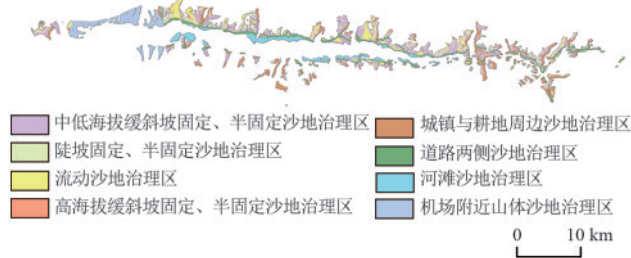 中低海拔缓斜坡固定、半固定沙地治理区
城镇与耕地周边沙地治理区
陡坡固定、半固定沙地治理区
道路两侧沙地治理区
流动沙地治理区
河滩沙地治理区
高海拔缓斜坡固定、半固定沙地治理区
机场附近山体沙地治理区
0 10 km